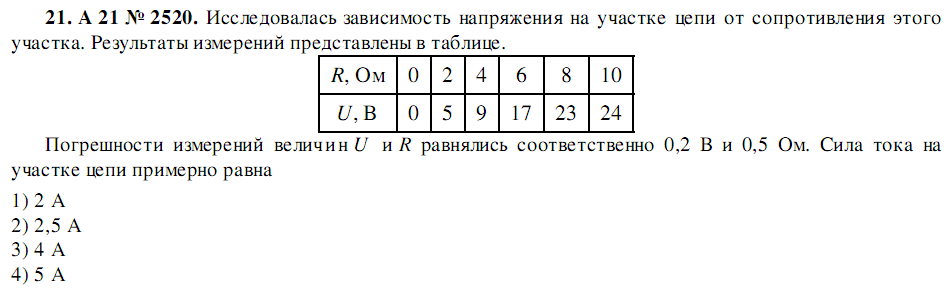 21. А 21 № 2520. Исследовалась зависимость напряжения на участке цепи от сопротивления этого
участка. Результаты измерений представлены в таблице.
R, Ом 0 2 4 6 8 10
U, В 0 5 9 17 23 24
Погрешности измерений величин U и R равнялись соответственно 0,2 В и 0,5 Ом. Сила тока на
участке цепи примерно равна
1) 2 А
2) 2,5 А
3) 4 А
4) 5 А